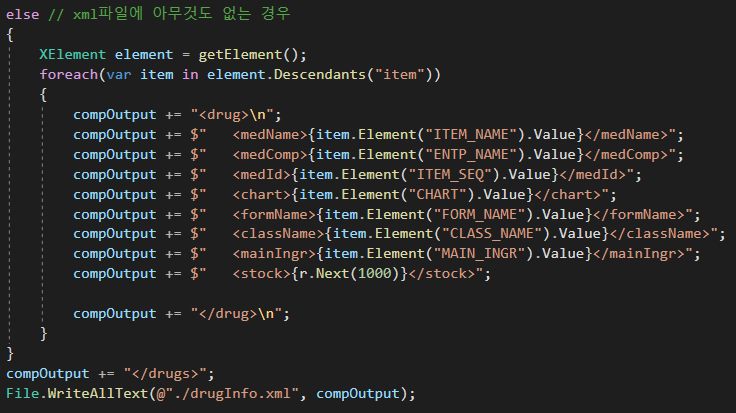 else // xml파일에 아무것도 없는 경우
{
    XElement element = getElement();
    foreach(var item in element.Descendants("item"))
    {
        compOutput += "<drug>\n";
        compOutput += $"   <medName>{item.Element("ITEM_NAME").Value}</medName>";
        compOutput += $"   <medComp>{item.Element("ENTP_NAME").Value}</medComp>";
        compOutput += $"   <medId>{item.Element("ITEM_SEQ").Value}</medId>";
        compOutput += $"   <chart>{item.Element("CHART").Value}</chart>";
        compOutput += $"   <formName>{item.Element("FORM_NAME").Value}</formName>";
        compOutput += $"   <className>{item.Element("CLASS_NAME").Value}</className>";
        compOutput += $"   <mainIngr>{item.Element("MAIN_INGR").Value}</mainIngr>";
        compOutput += $"   <stock>{r.Next(1000)}</stock>";

        compOutput += "</drug>\n";
    }
}
compOutput += "</drugs>";
File.WriteAllText(@"./drugInfo.xml", compOutput);